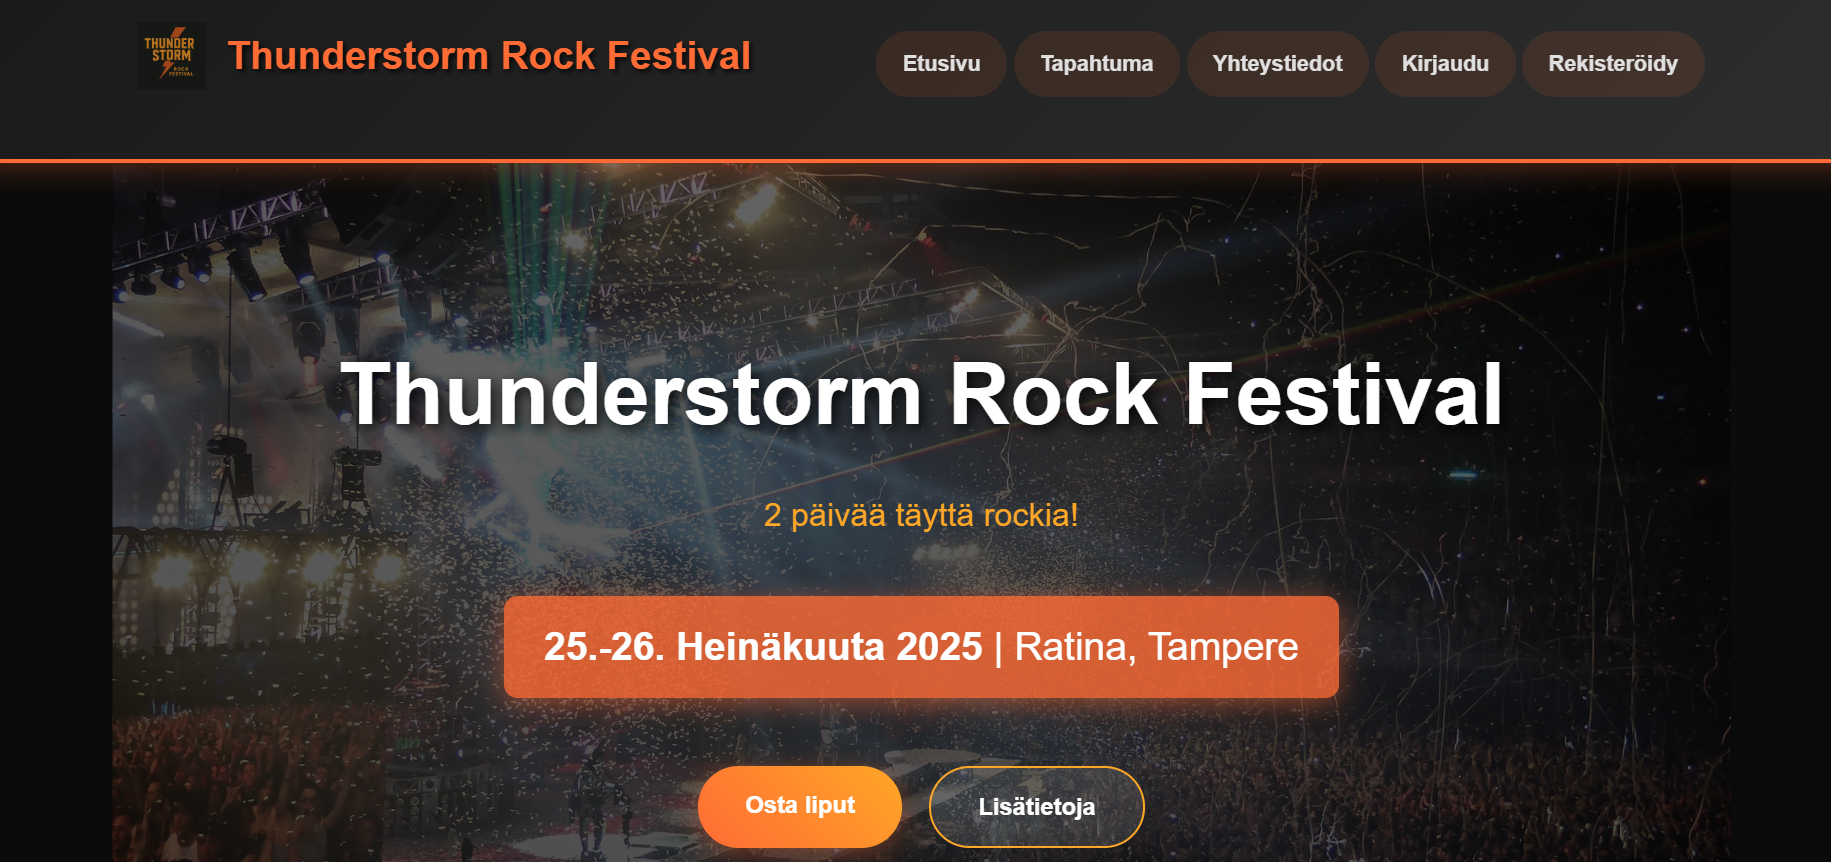 THUNDER
STORM
ROCK
FESTIVAL
Thunderstorm Rock Festival
Etusivu
Tapahtuma
Yhteystiedot
Kirjaudu
Rekisteröidy
Thunderstorm Rock Festival
2 päivää täyttä rockia!
25.-26. Heinäkuuta 2025 | Ratina, Tampere
Osta liput
Lisätietoja